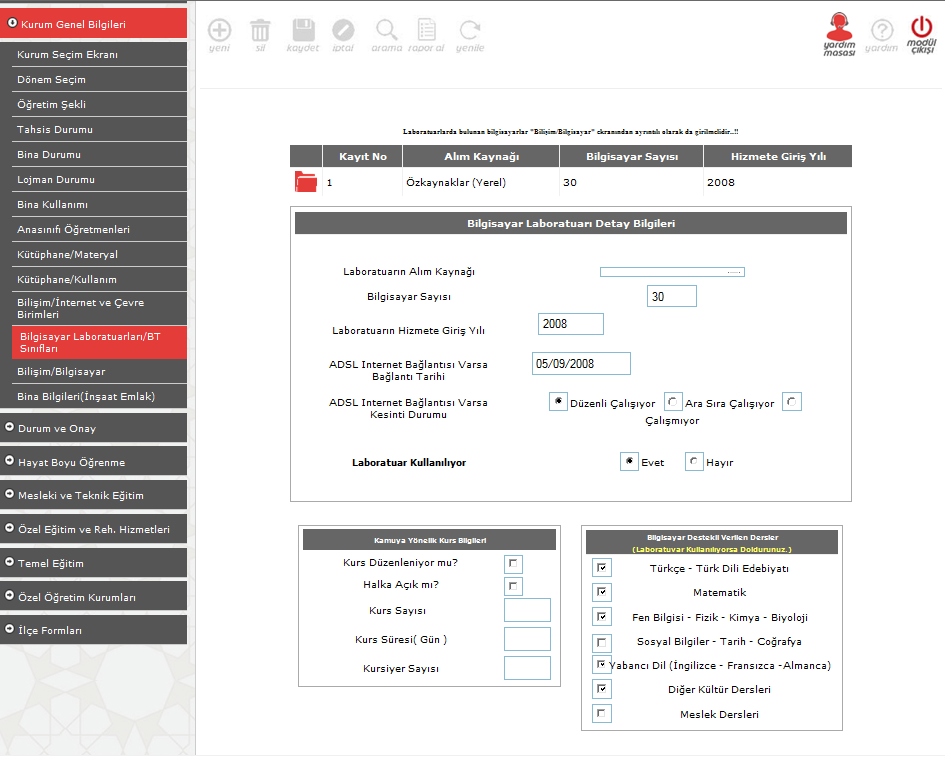 Kurum Genel Bilgileri
Kurum Seçim Ekranı
Dönem Seçim
Öğretim Şekli
Tahsis Durumu
Bina Durumu
Lojman Durumu
Bina Kullanımı
Anasınıfı Öğretmenleri
Kütüphane/Materyal
Kütüphane/Kullanım
Bilişim/İnternet ve Çevre
Birimleri
Bilgisayar Laboratuarları/BT
Sınıfları
Bilişim/Bilgisayar
Bina Bilgileri(İnşaat Emlak)
Durum ve Onay
Hayat Boyu Öğrenme
Mesleki ve Teknik Eğitim
Özel Eğitim ve Reh. Hizmetleri
Temel Eğitim
Özel Öğretim Kurumları
İlçe Formları
yeni sil kaydet iptal arama rapor al yenile
yardım masası yardım modül çıkışı
Laboratuarlarda bulunan bilgisayarlar "Bilişim/Bilgisayar" ekranından ayrıntılı olarak da girilmelidir..!!
Kayıt No Alım Kaynağı Bilgisayar Sayısı Hizmete Giriş Yılı
1 Özkaynaklar (Yerel) 30 2008
Bilgisayar Laboratuarı Detay Bilgileri
Laboratuarın Alım Kaynağı ......
Bilgisayar Sayısı 30
Laboratuarın Hizmete Giriş Yılı 2008
ADSL Internet Bağlantısı Varsa
Bağlantı Tarihi 05/09/2008
ADSL Internet Bağlantısı Varsa
Kesinti Durumu Düzenli Çalışıyor Ara Sıra Çalışıyor
Çalışmıyor
Laboratuar Kullanılıyor Evet Hayır
Kamuya Yönelik Kurs Bilgileri
Kurs Düzenleniyor mu?
Halka Açık mı?
Kurs Sayısı
Kurs Süresi( Gün )
Kursiyer Sayısı
Bilgisayar Destekli Verilen Dersler
(Laboratuvar Kullanılıyorsa Doldurunuz.)
Türkçe - Türk Dili Edebiyatı
Matematik
Fen Bilgisi - Fizik - Kimya - Biyoloji
Sosyal Bilgiler - Tarih - Coğrafya
Yabancı Dil (İngilizce - Fransızca -Almanca)
Diğer Kültür Dersleri
Meslek Dersleri